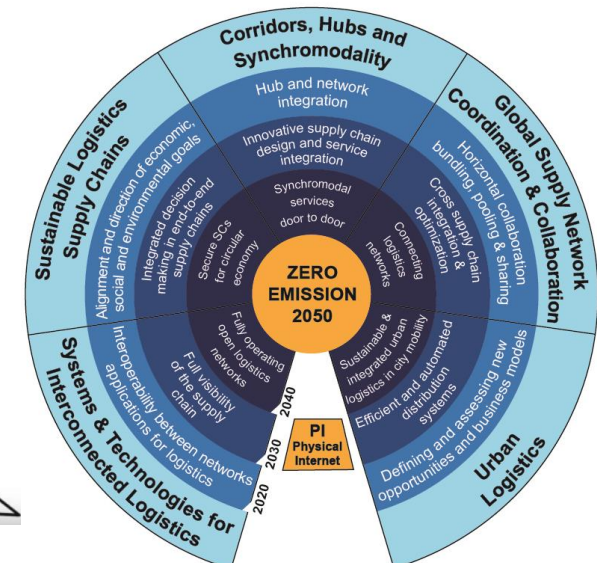 Corridors, Hubs and
Synchromodality
Hub and network
integration
Innovative supply chain
design and service
integration
Synchromodal
services
door to door
Sustainable Logistics
Supply Chains
Alignment and direction of economic,
social and environmental goals
Integrated decision
making in end-to-end
supply chains
Secure SCs
for circular
economy
Global Supply Network
Coordination & Collaboration
Horizontal collaboration
bundling, pooling & sharing
Cross supply chain
integration &
optimization
Connecting
logistics
networks
ZERO
EMISSION
2050
Systems & Technologies for
Interconnected Logistics
Interoperability between networks
applications for logistics
Full visibility
of the supply
chain
Fully operating
open logistics
networks
Urban
Logistics
Defining and assessing new
opportunities and business models
Efficient and automated
distribution
systems
Sustainable &
integrated urban
logistics in city mobility
2040
2030
2020
PI
Physical
Internet